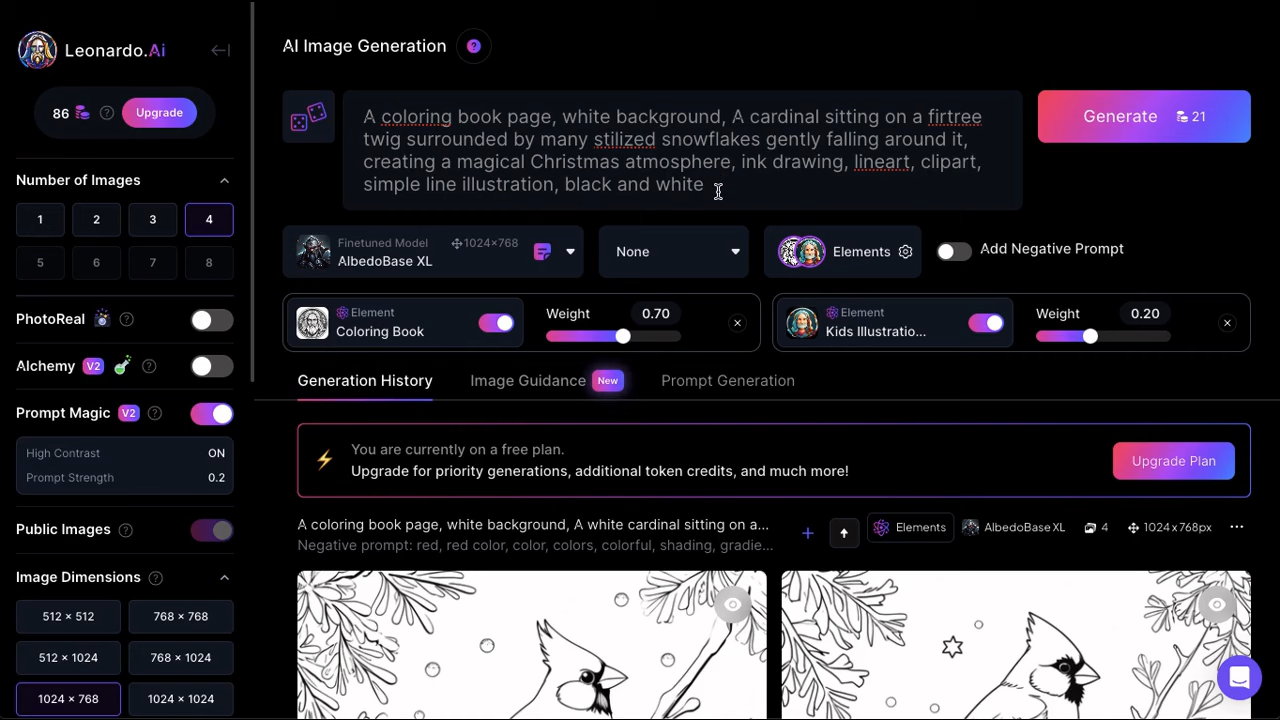 Leonardo.Ai
86
Upgrade
Number of Images
1
2
3
4
5
6
7
8
PhotoReal
Alchemy V2
Prompt Magic V2
High Contrast ON
Prompt Strength 0.2
Public Images
Image Dimensions
512 × 512
768 × 768
512 × 1024
768 × 1024
1024 × 768
1024 × 1024
AI Image Generation ?
A coloring book page, white background, A cardinal sitting on a firtree
twig surrounded by many stilized snowflakes gently falling around it,
creating a magical Christmas atmosphere, ink drawing, lineart, clipart,
simple line illustration, black and white
Generate 21
Finetuned Model 1024×768
AlbedoBase XL
None
Elements
Add Negative Prompt
Element
Coloring Book
Weight 0.70
Element
Kids Illustratio...
Weight 0.20
Generation History
Image Guidance New
Prompt Generation
You are currently on a free plan.
Upgrade for priority generations, additional token credits, and much more!
Upgrade Plan
A coloring book page, white background, A white cardinal sitting on a...
Negative prompt: red, red color, color, colors, colorful, shading, gradie...
Elements
AlbedoBase XL
4
1024x768px